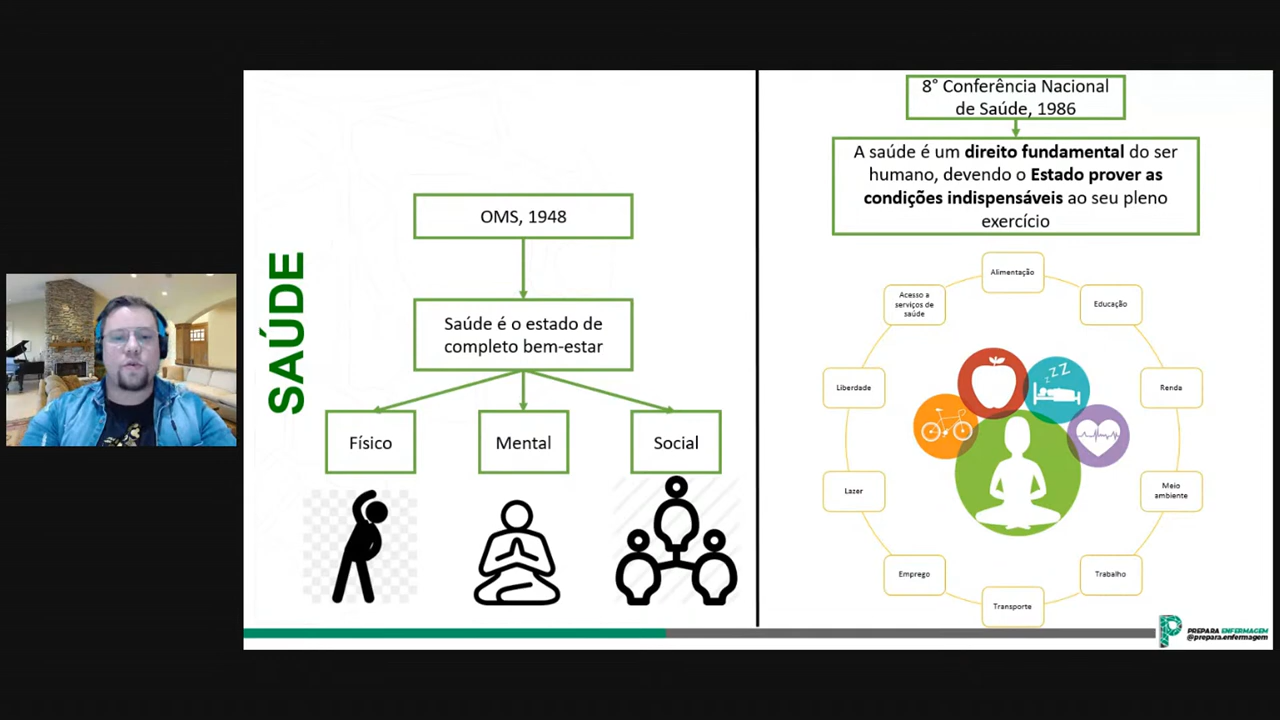 SAÚDE
OMS, 1948
Saúde é o estado de
completo bem-estar
Físico
Mental
Social
8° Conferência Nacional
de Saúde, 1986
A saúde é um direito fundamental do ser
humano, devendo o Estado prover as
condições indispensáveis ao seu pleno
exercício
Alimentação
Educação
Renda
Meio
ambiente
Trabalho
Transporte
Emprego
Lazer
Liberdade
Acesso a
serviços de
saúde
zzZ
P
PREPARA ENFERMAGEM
@prepara.enfermagem